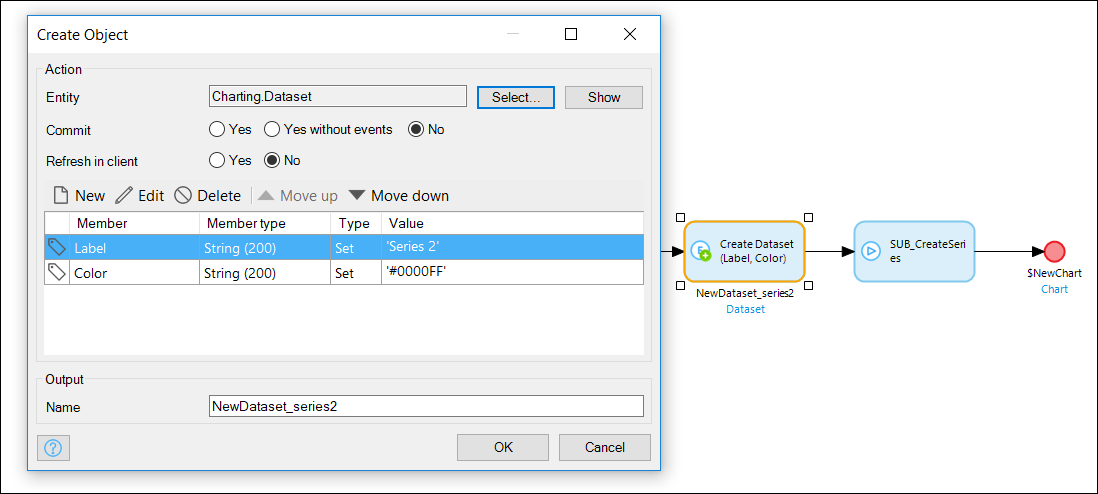 Create Object
Action
Entity Charting.Dataset Select... Show
Commit Yes Yes without events No
Refresh in client Yes No
New Edit Delete Move up Move down
Member Member type Type Value
Label String (200) Set 'Series 2'
Color String (200) Set '#0000FF'
Output
Name NewDataset_series2
OK Cancel
Create Dataset
(Label, Color)
NewDataset_series2
Dataset
SUB_CreateSeri
es
$NewChart
Chart